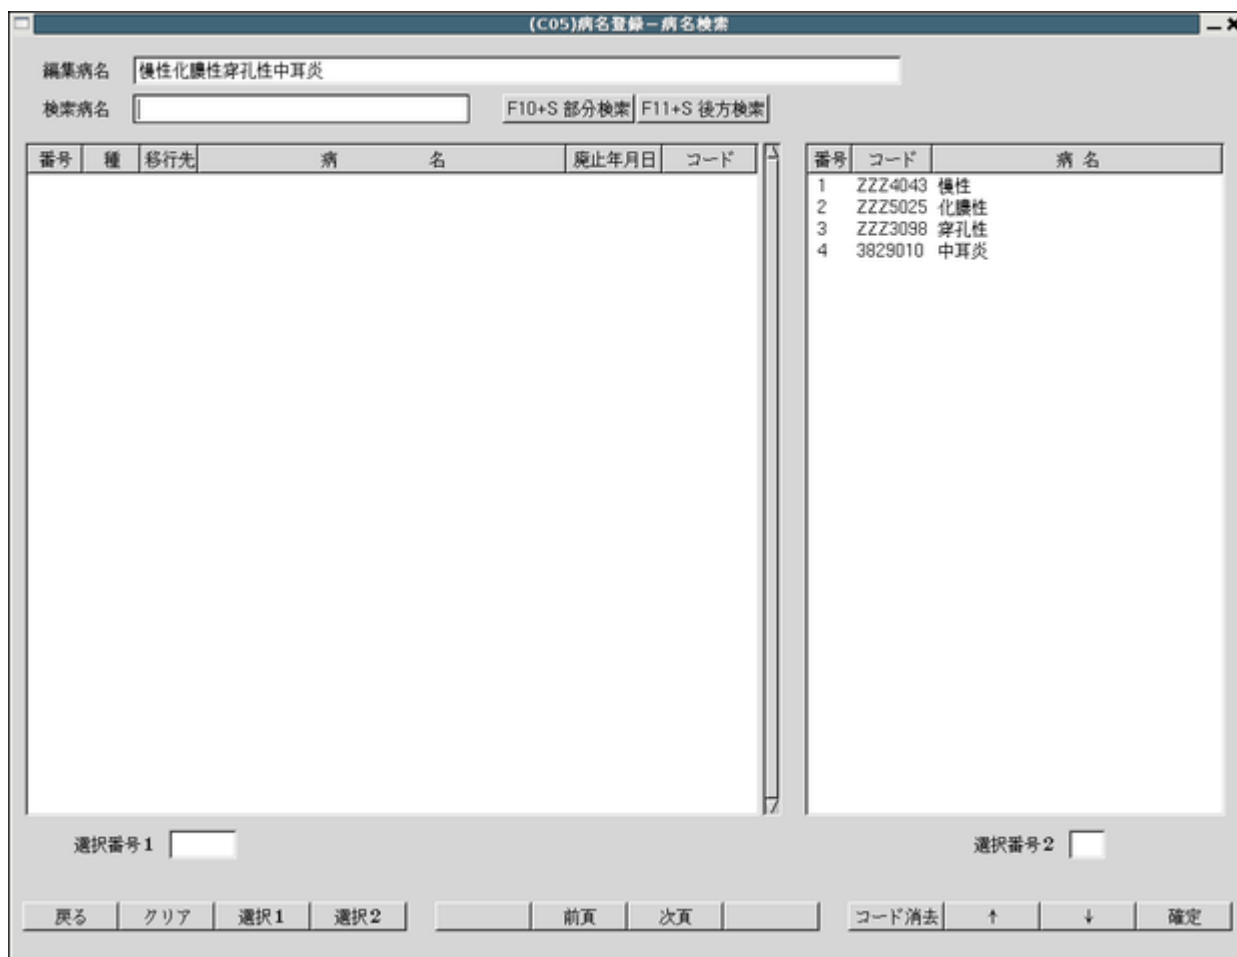 (C05)病名登録－病名検索
編集病名 慢性化膿性穿孔性中耳炎
検索病名 F10+S 部分検索 F11+S 後方検索
番号 種 移行先 病 名 廃止年月日 コード
番号 コード 病 名
1 ZZZ4043 慢性
2 ZZZ5025 化膿性
3 ZZZ3098 穿孔性
4 3829010 中耳炎
選択番号1 選択番号2
戻る クリア 選択1 選択2 前頁 次頁 コード消去 ↑ ↓ 確定